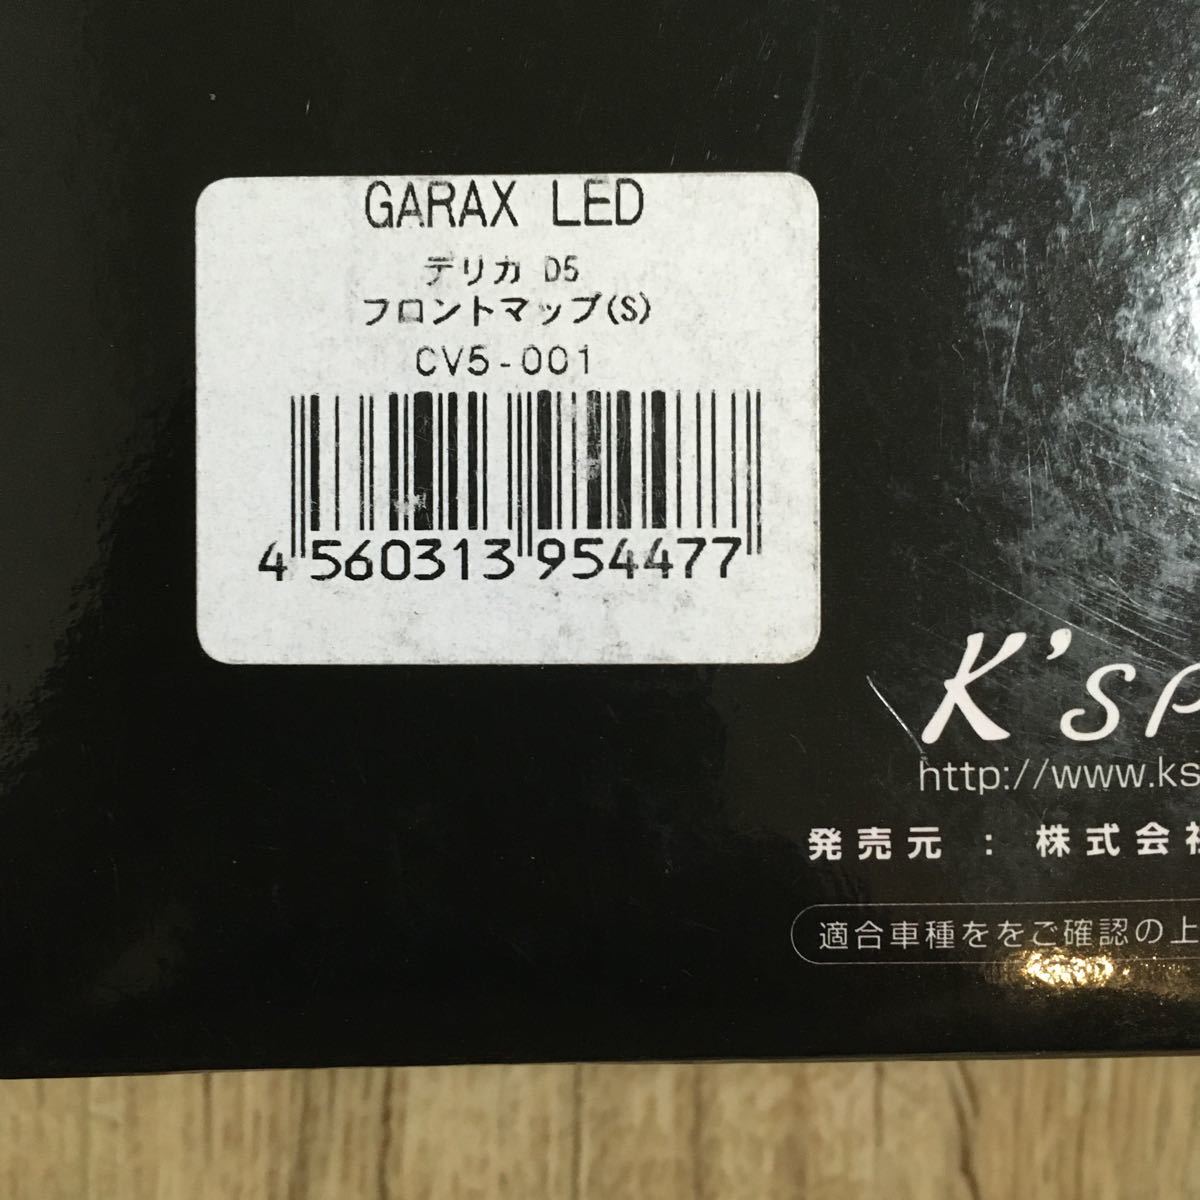 GARAX LED
デリカ D5
フロントマップ(S)
CV5-001
4 560313 954477
K'SP
http://www.ks
発売元 : 株式会社
適合車種ををご確認の上